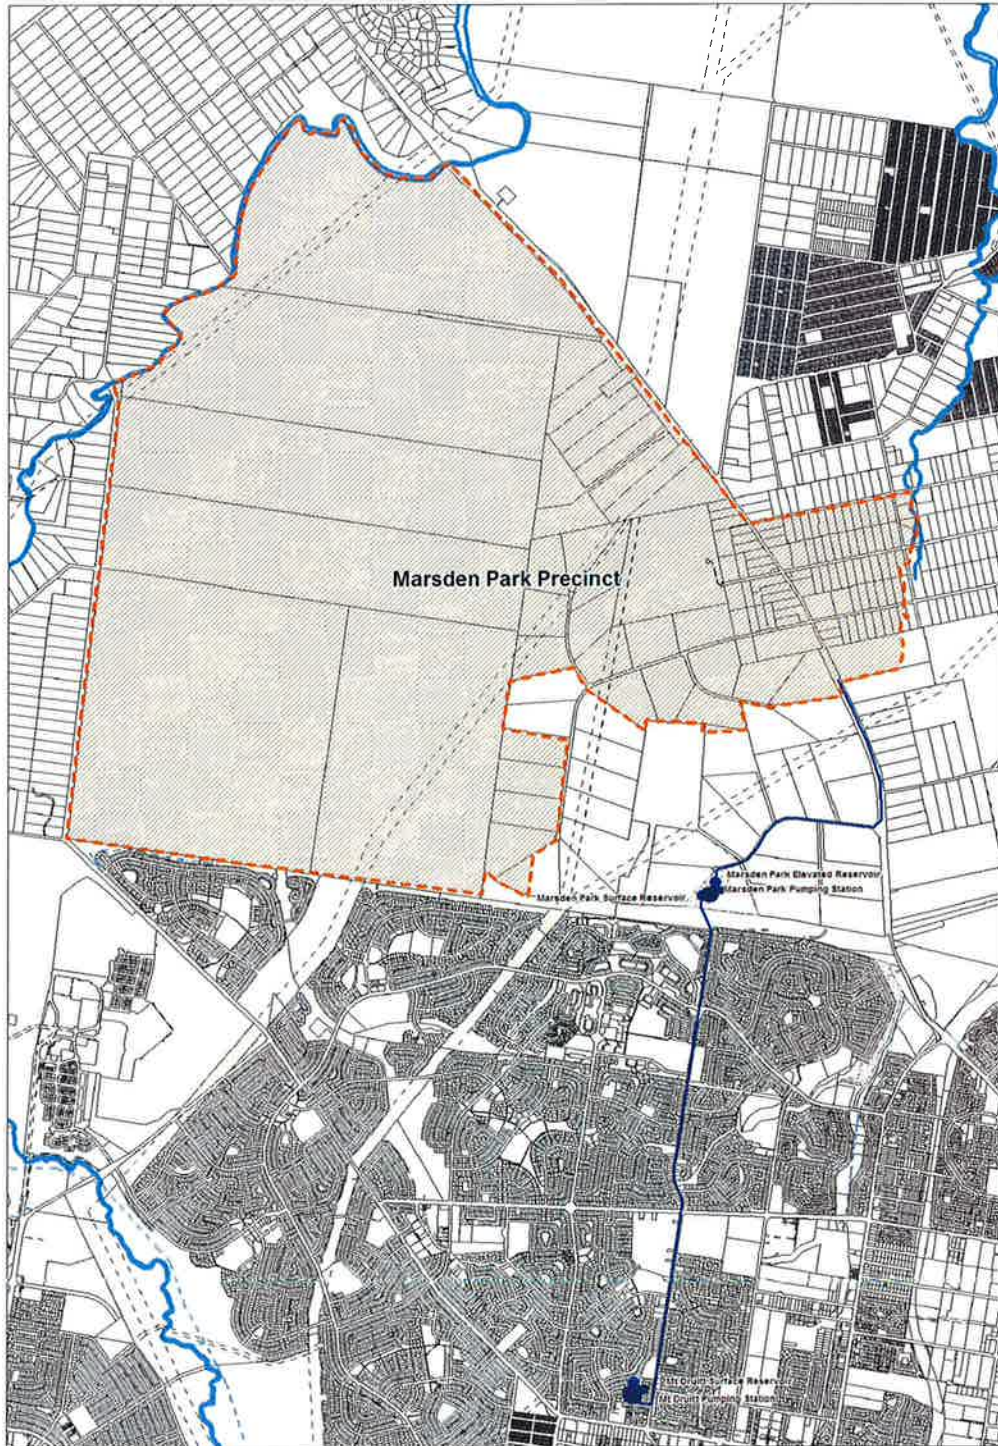 Marsden Park Precinct
Marsden Park Elevated Reservoir
Marsden Park Pumping Station
Marsden Park Surface Reservoir
Mt Druitt Surface Reservoir
Mt Druitt Pumping Station